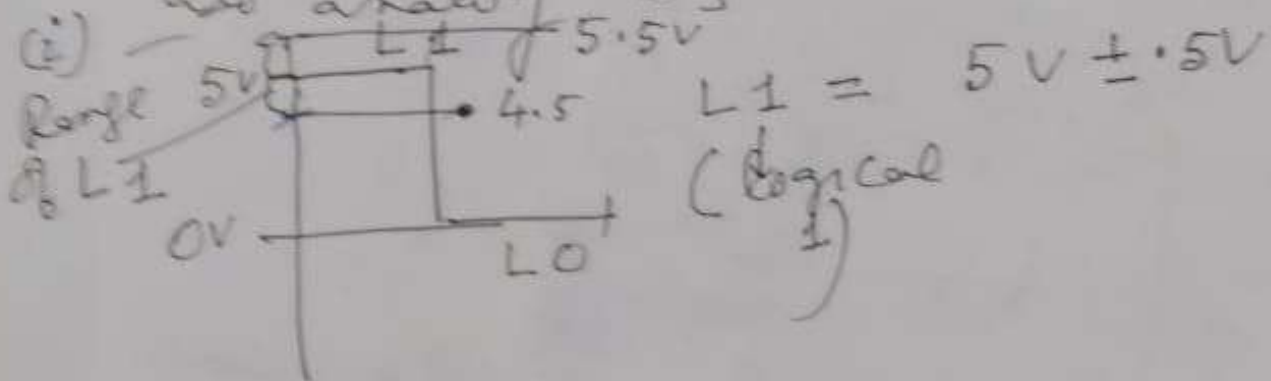 (i) L1 5.5V
5V
Range 4.5
of L1
L1 = 5V ± .5V
(Logical
1)
0V
L0